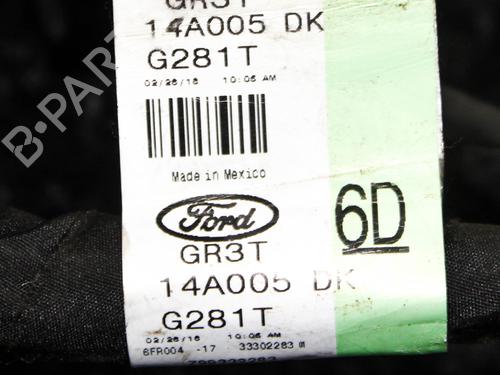 GR3T
14A005 DK
G281T
02/26/16 10:06 AM
Made in Mexico
Ford
6D
GR3T
14A005 DK
G281T
02/26/16 10:06 AM
6FR004 -17 33302283
B-PARTS